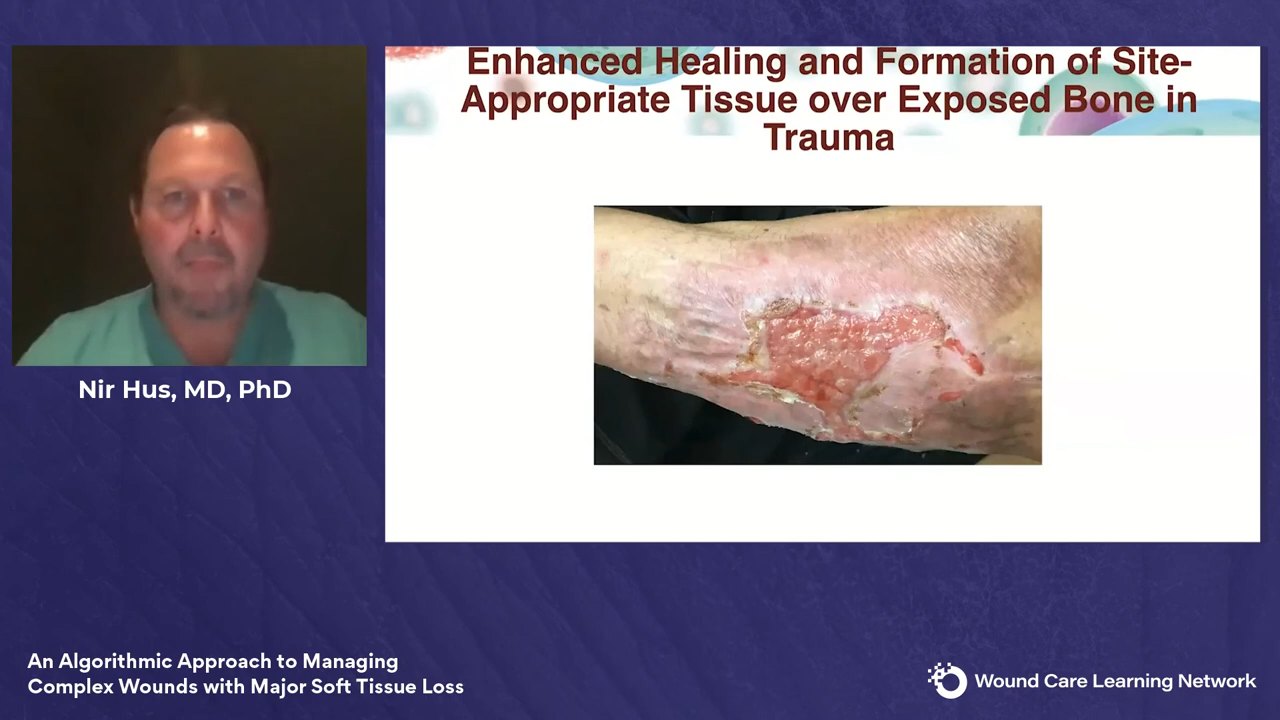 Enhanced Healing and Formation of Site-
Appropriate Tissue over Exposed Bone in
Trauma
Nir Hus, MD, PhD
An Algorithmic Approach to Managing
Complex Wounds with Major Soft Tissue Loss
Wound Care Learning Network